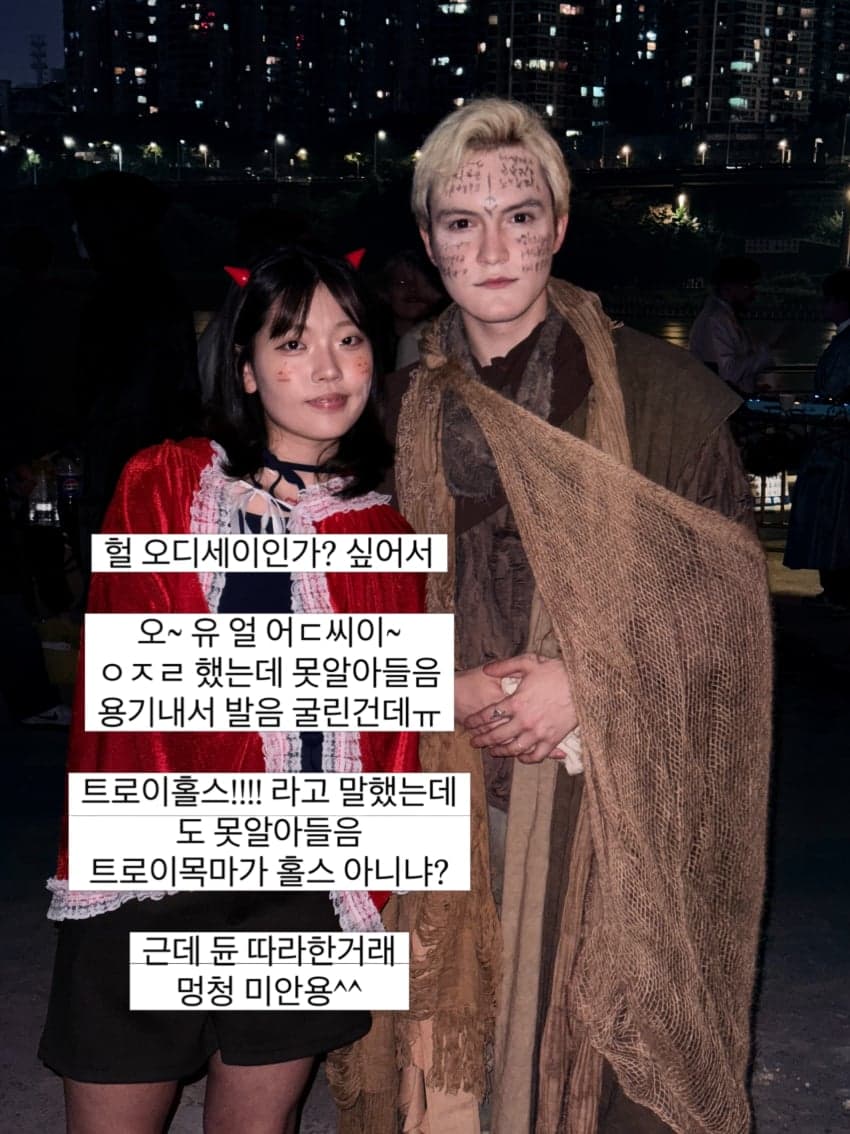 헐 오디세이인가? 싶어서
오~ 유 얼 어ㄷ씨이~
ㅇㅈㄹ 했는데 못알아들음
용기내서 발음 굴린건데ㅠ
트로이홀스!!!! 라고 말했는데
도 못알아들음
트로이목마가 홀스 아니냐?
근데 듄 따라한거래
멍청 미안용^^